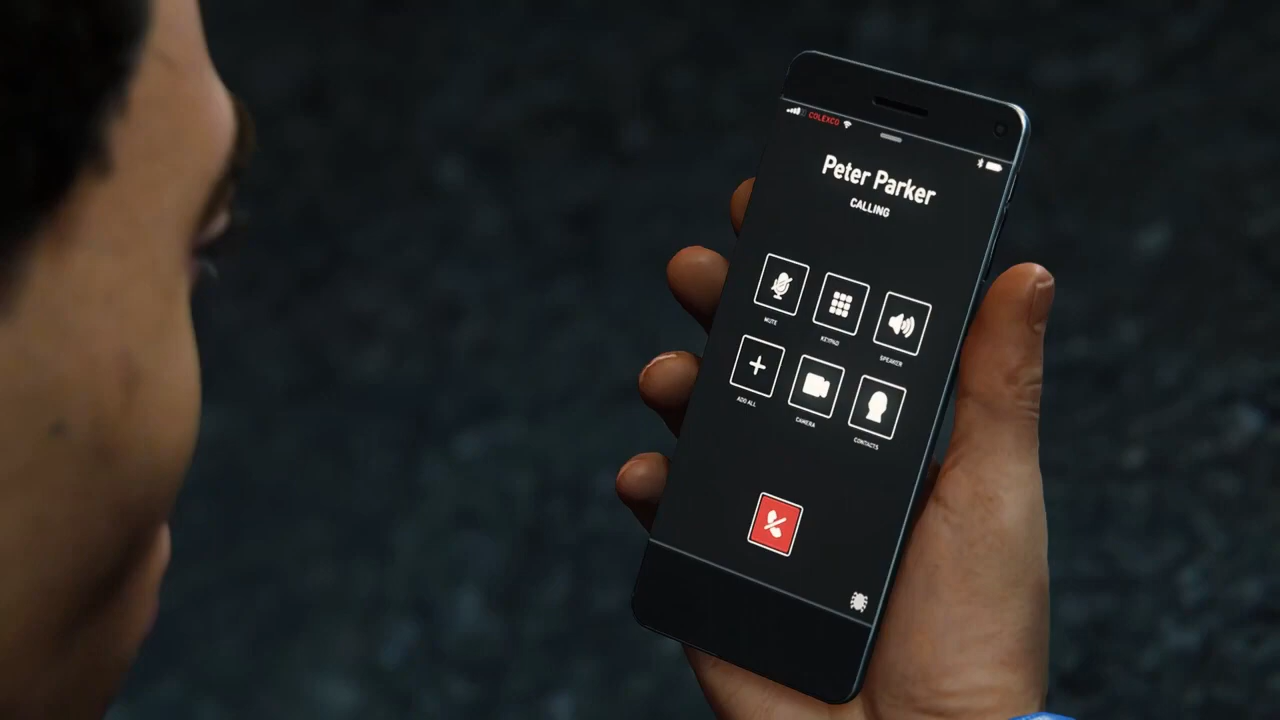 COLEXCO
Peter Parker
CALLING
MUTE
KEYPAD
SPEAKER
ADD ALL
CAMERA
CONTACTS